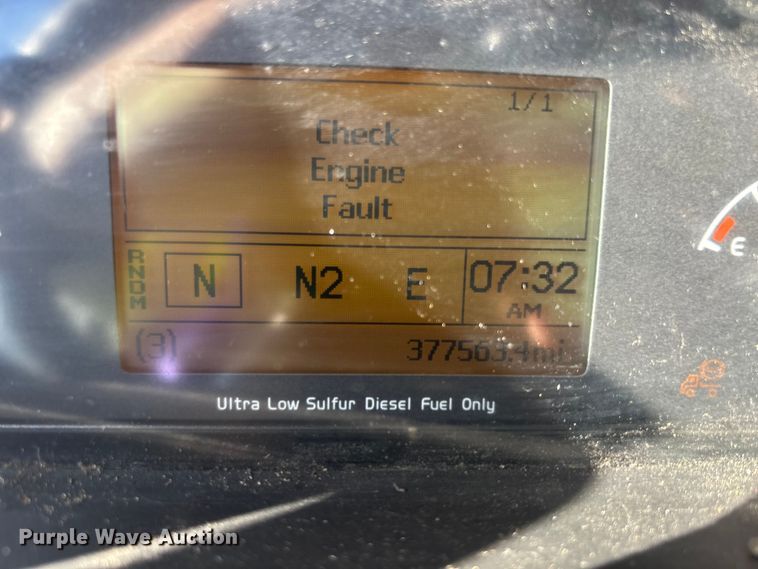 1/1
Check
Engine
Fault
R
N
D
M
N N2 E 07:32
AM
(3) 377563.4mi
E
Ultra Low Sulfur Diesel Fuel Only
Purple Wave Auction